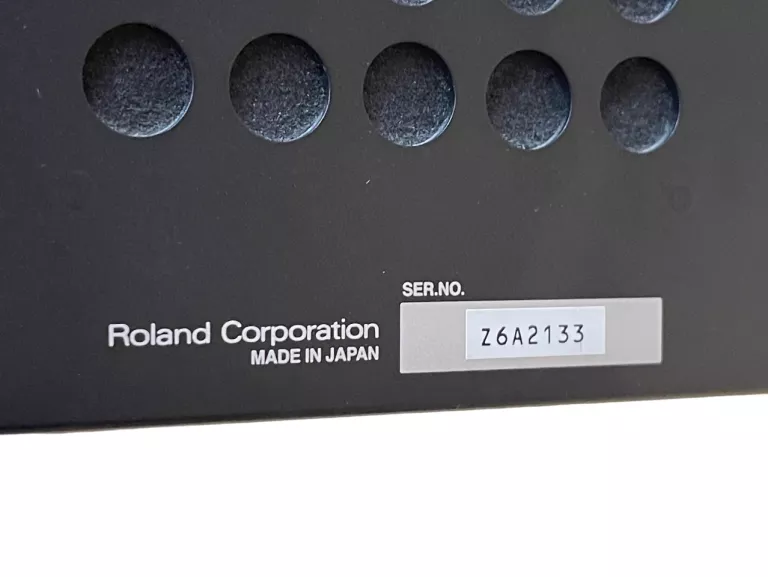 SER.NO.
Roland Corporation
Z6A2133
MADE IN JAPAN